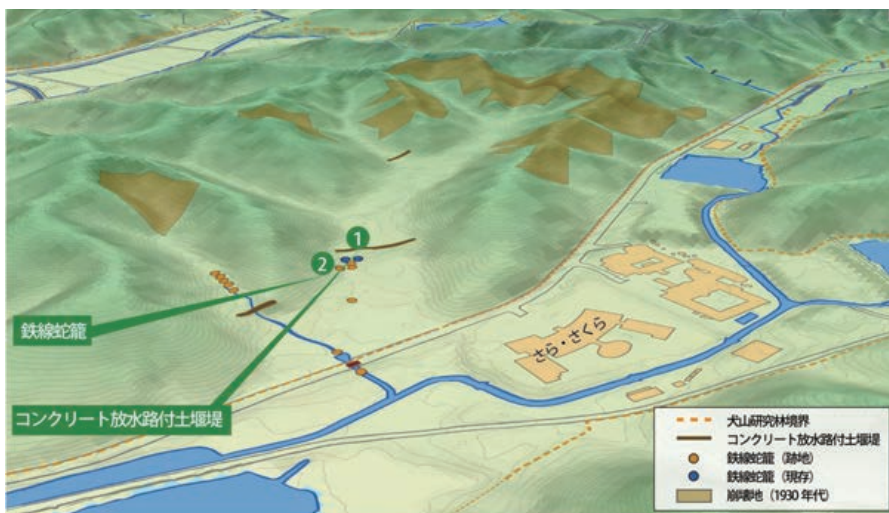 1
2
鉄線蛇籠
コンクリート放水路付土堰堤
さら・さくら
犬山研究林境界
コンクリート放水路付土堰堤
鉄線蛇籠（跡地）
鉄線蛇籠（現存）
崩壊地（1930年代）